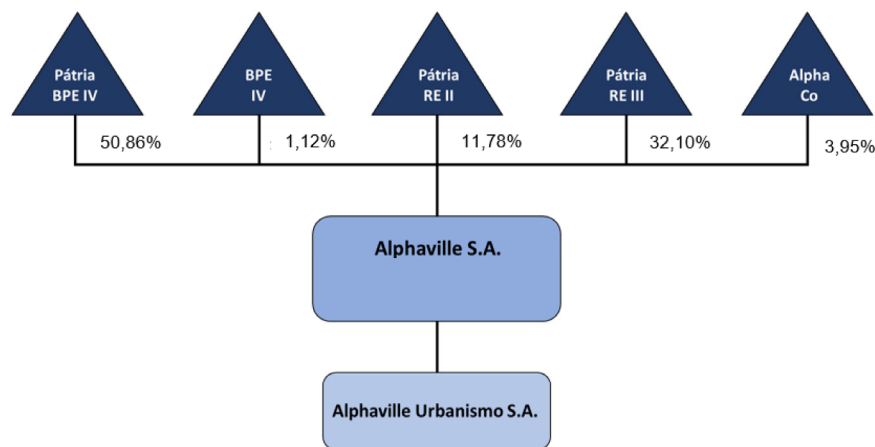 Pátria
BPE IV
BPE
IV
Pátria
RE II
Pátria
RE III
Alpha
Co
50,86%
1,12%
11,78%
32,10%
3,95%
Alphaville S.A.
Alphaville Urbanismo S.A.